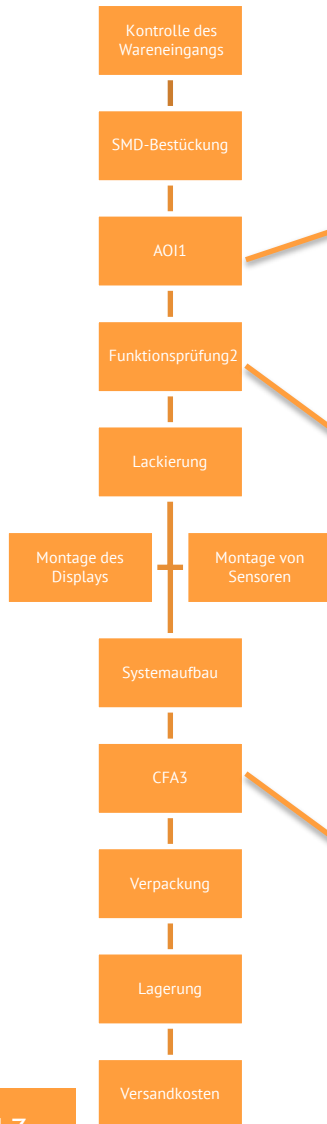 Kontrolle des
Wareneingangs
SMD-Bestückung
AOI1
Funktionsprüfung2
Lackierung
Montage des
Displays
Montage von
Sensoren
Systemaufbau
CFA3
Verpackung
Lagerung
Versandkosten